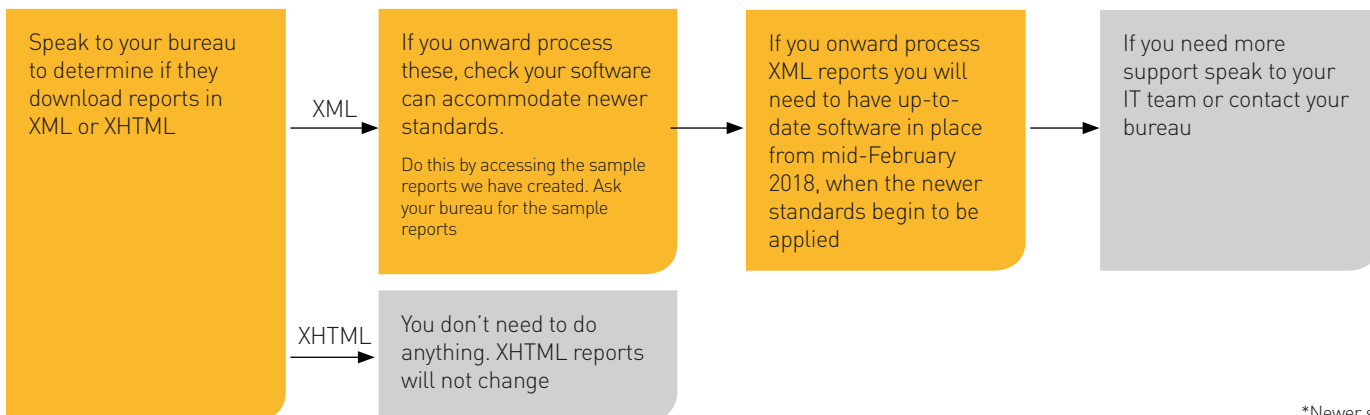 Speak to your bureau
to determine if they
download reports in
XML or XHTML
XML
If you onward process
these, check your software
can accommodate newer
standards.
Do this by accessing the sample
reports we have created. Ask
your bureau for the sample
reports
If you onward process
XML reports you will
need to have up-to-
date software in place
from mid-February
2018, when the newer
standards begin to be
applied
If you need more
support speak to your
IT team or contact your
bureau
XHTML
You don’t need to do
anything. XHTML reports
will not change
*Newer